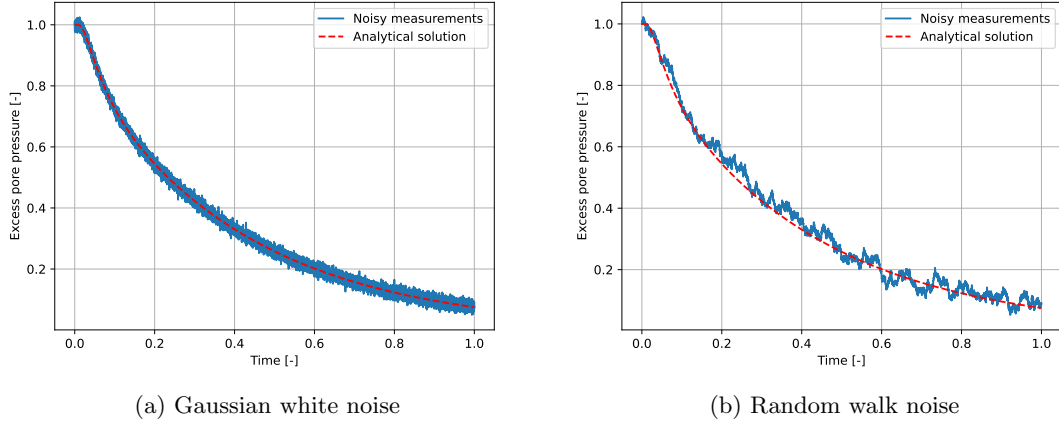 1.0
0.8
0.6
0.4
0.2
0.0 0.2 0.4 0.6 0.8 1.0
Excess pore pressure [-]
Time [-]
Noisy measurements
Analytical solution
(a) Gaussian white noise
1.0
0.8
0.6
0.4
0.2
0.0 0.2 0.4 0.6 0.8 1.0
Excess pore pressure [-]
Time [-]
Noisy measurements
Analytical solution
(b) Random walk noise